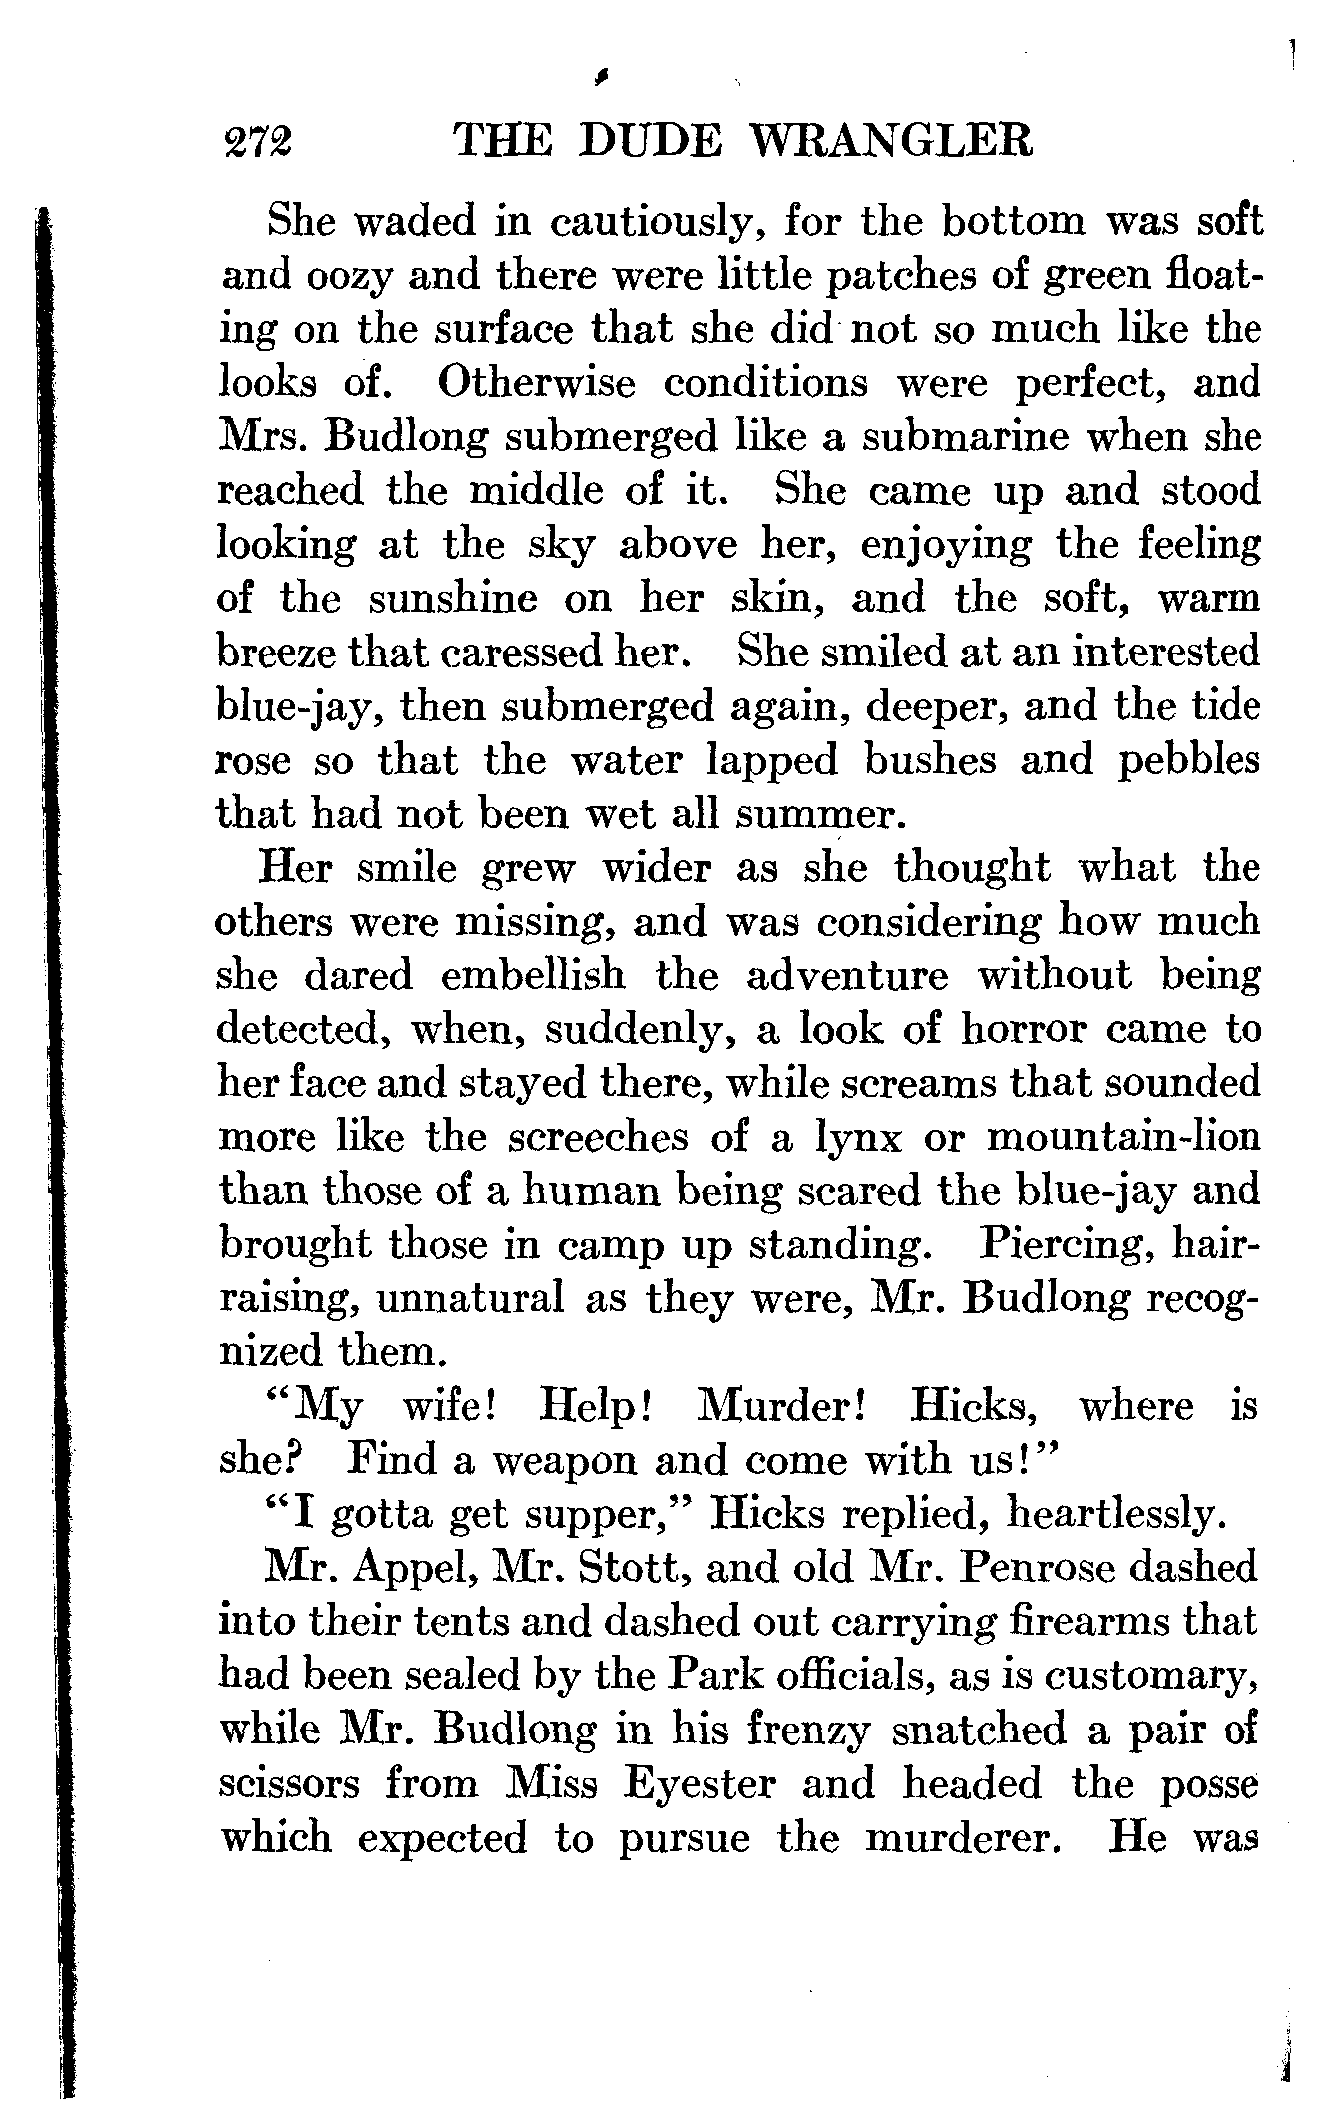 272 THE DUDE WRANGLER
She waded in cautiously, for the bottom was soft
and oozy and there were little patches of green float-
ing on the surface that she did not so much like the
looks of. Otherwise conditions were perfect, and
Mrs. Budlong submerged like a submarine when she
reached the middle of it. She came up and stood
looking at the sky above her, enjoying the feeling
of the sunshine on her skin, and the soft, warm
breeze that caressed her. She smiled at an interested
blue-jay, then submerged again, deeper, and the tide
rose so that the water lapped bushes and pebbles
that had not been wet all summer.
Her smile grew wider as she thought what the
others were missing, and was considering how much
she dared embellish the adventure without being
detected, when, suddenly, a look of horror came to
her face and stayed there, while screams that sounded
more like the screeches of a lynx or mountain-lion
than those of a human being scared the blue-jay and
brought those in camp up standing. Piercing, hair-
raising, unnatural as they were, Mr. Budlong recog-
nized them.
“My wife! Help! Murder! Hicks, where is
she? Find a weapon and come with us!”
“I gotta get supper,” Hicks replied, heartlessly.
Mr. Appel, Mr. Stott, and old Mr. Penrose dashed
into their tents and dashed out carrying firearms that
had been sealed by the Park officials, as is customary,
while Mr. Budlong in his frenzy snatched a pair of
scissors from Miss Eyester and headed the posse
which expected to pursue the murderer. He was